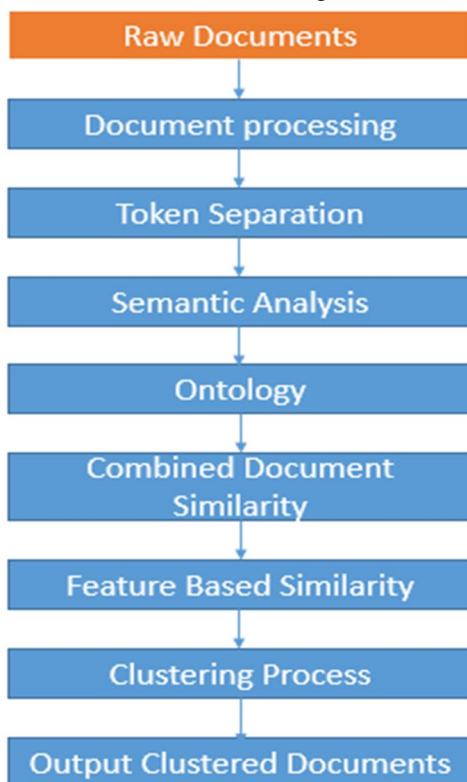 Raw Documents
Document processing
Token Separation
Semantic Analysis
Ontology
Combined Document
Similarity
Feature Based Similarity
Clustering Process
Output Clustered Documents